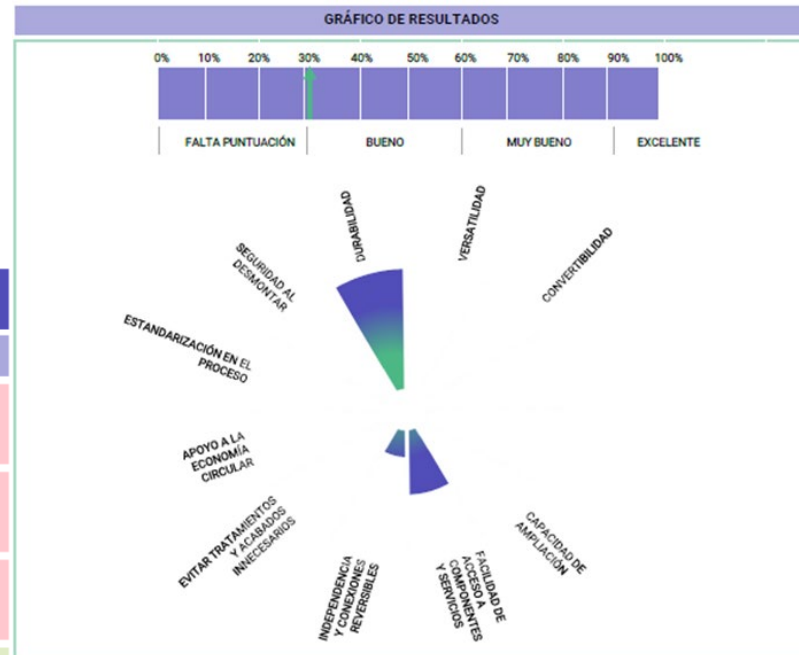 GRÁFICO DE RESULTADOS
0% 10% 20% 30% 40% 50% 60% 70% 80% 90% 100%
FALTA PUNTUACIÓN BUENO MUY BUENO EXCELENTE
DURABILIDAD
VERSATILIDAD
CONVERTIBILIDAD
SEGURIDAD AL
DESMONTAR
ESTANDARIZACIÓN EN EL
PROCESO
APOYO A LA
ECONOMÍA
CIRCULAR
EVITAR TRATAMIENTOS
Y ACABADOS
INNECESARIOS
INDEPENDENCIA
Y CONEXIONES
REVERSIBLES
FACILIDAD DE
ACCESO A
COMPONENTES
Y SERVICIOS
CAPACIDAD DE
AMPLIACIÓN